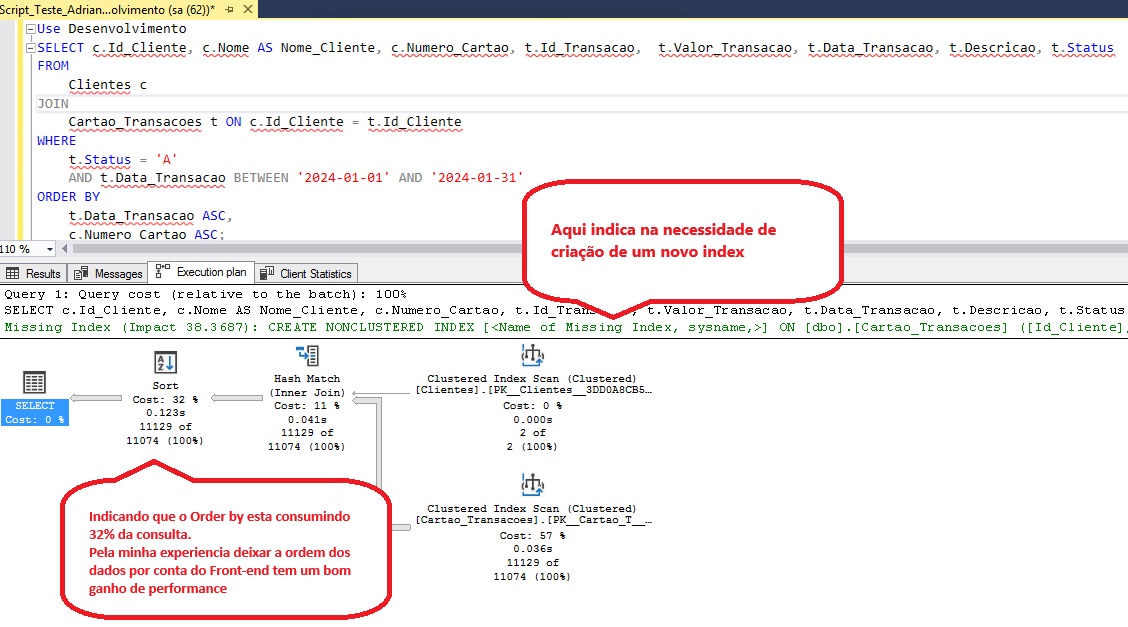 Script_Teste_Adrian...olvimento (sa (62))*
Use Desenvolvimento
SELECT c.Id_Cliente, c.Nome AS Nome_Cliente, c.Numero_Cartao, t.Id_Transacao, t.Valor_Transacao, t.Data_Transacao, t.Descricao, t.Status
FROM
Clientes c
JOIN
Cartao_Transacoes t ON c.Id_Cliente = t.Id_Cliente
WHERE
t.Status = 'A'
AND t.Data_Transacao BETWEEN '2024-01-01' AND '2024-01-31'
ORDER BY
t.Data_Transacao ASC,
c.Numero_Cartao ASC;
Aqui indica na necessidade de
criação de um novo index
110 %
Results Messages Execution plan Client Statistics
Query 1: Query cost (relative to the batch): 100%
SELECT c.Id_Cliente, c.Nome AS Nome_Cliente, c.Numero_Cartao, t.Id_Transacao, t.Valor_Transacao, t.Data_Transacao, t.Descricao, t.Status
Missing Index (Impact 38.3687): CREATE NONCLUSTERED INDEX [<Name of Missing Index, sysname,>] ON [dbo].[Cartao_Transacoes] ([Id_Cliente],
SELECT
Cost: 0 %
Sort
Cost: 32 %
0.123s
11129 of
11074 (100%)
Hash Match
(Inner Join)
Cost: 11 %
0.041s
11129 of
11074 (100%)
Clustered Index Scan (Clustered)
[Clientes].[PK__Clientes__3DD0A8CB5…
Cost: 0 %
0.000s
2 of
2 (100%)
Clustered Index Scan (Clustered)
[Cartao_Transacoes].[PK__Cartao_T__…
Cost: 57 %
0.036s
11129 of
11074 (100%)
Indicando que o Order by esta consumindo
32% da consulta.
Pela minha experiencia deixar a ordem dos
dados por conta do Front-end tem um bom
ganho de performance